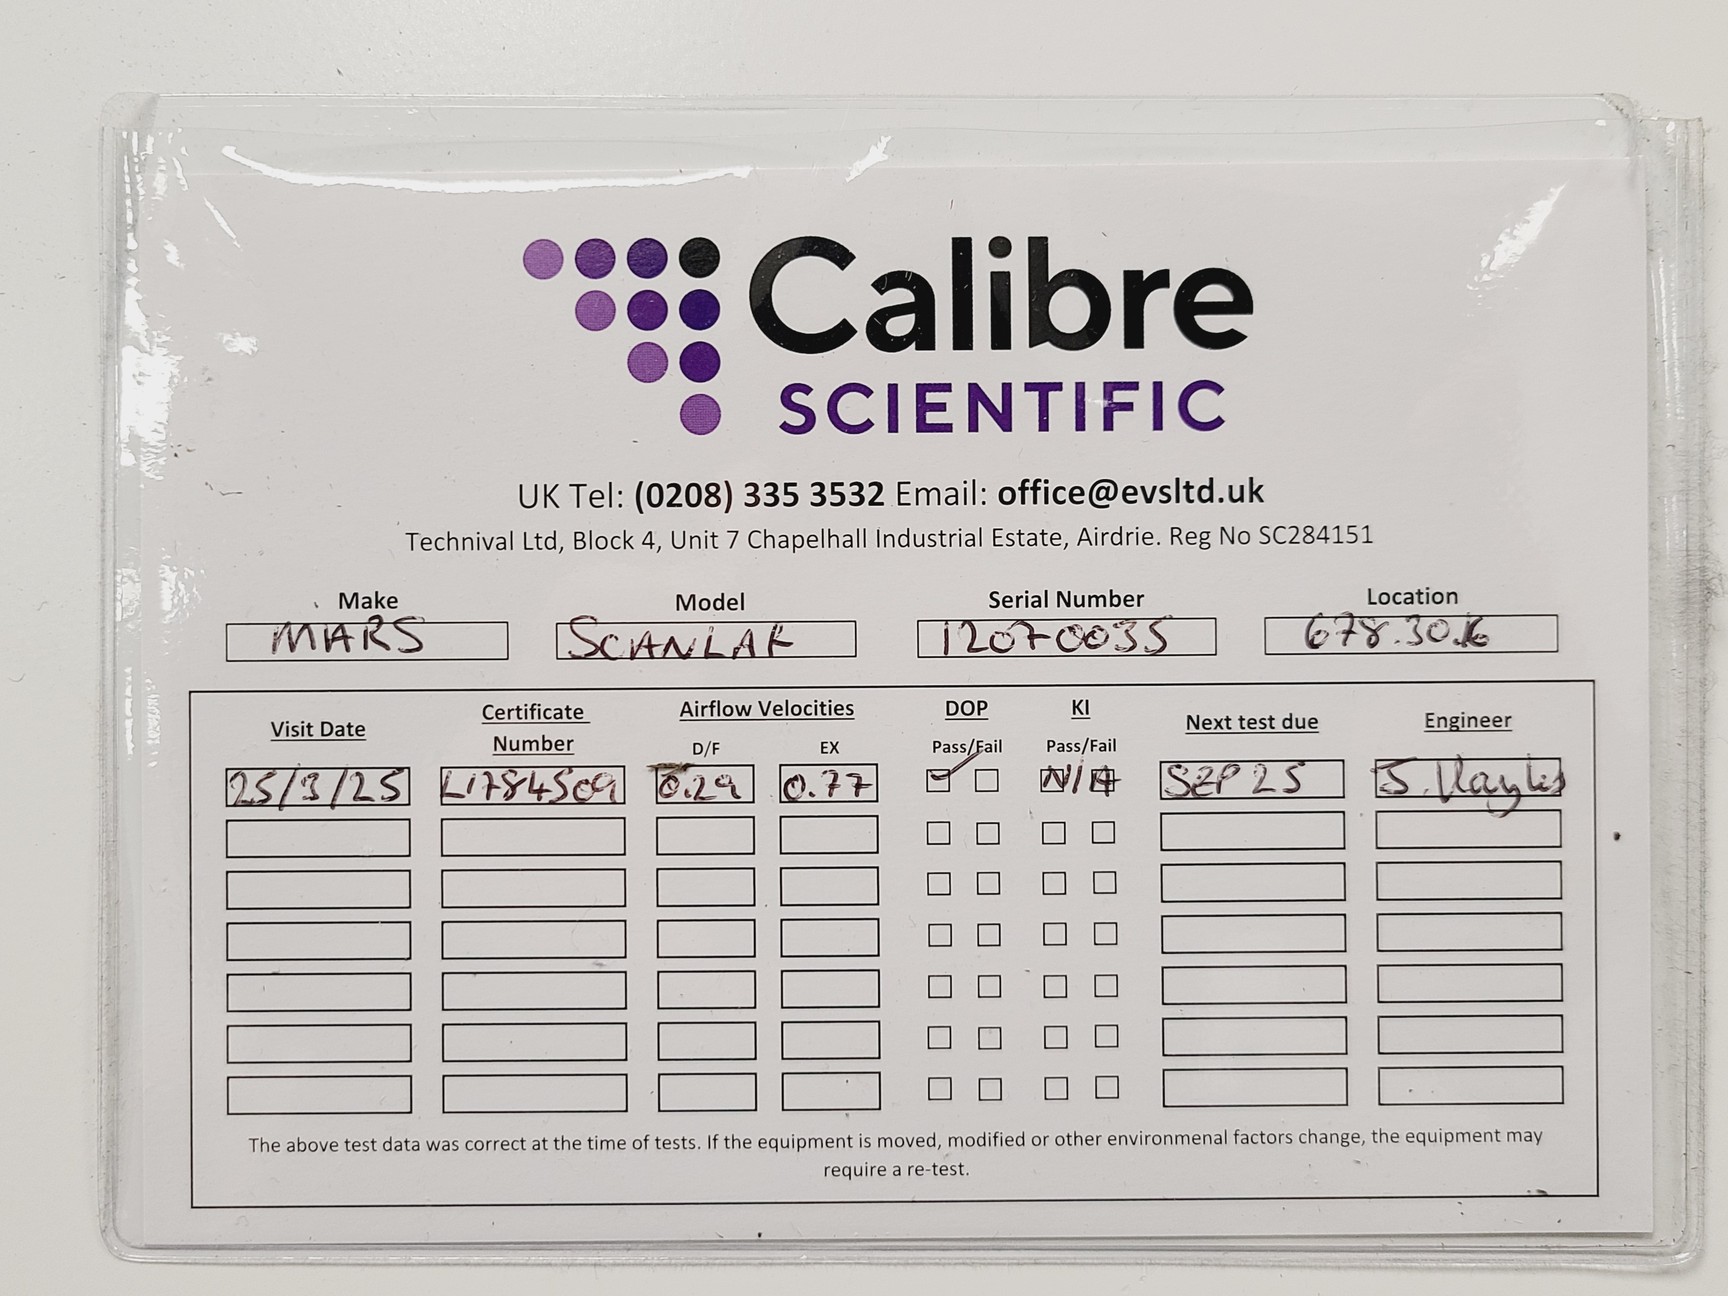 Calibre
SCIENTIFIC
UK Tel: (0208) 335 3532 Email: office@evsltd.uk
Technival Ltd, Block 4, Unit 7 Chapelhall Industrial Estate, Airdrie. Reg No SC284151
Make Model Serial Number Location
MARS SCANLAF 12070035 678.30.
Visit Date Certificate Number Airflow Velocities DOP KI Next test due Engineer
D/F EX Pass/Fail Pass/Fail
25/3/25 L1784509 0.29 0.77 N/A SEP 25
The above test data was correct at the time of tests. If the equipment is moved, modified or other environmenal factors change, the equipment may
require a re-test.